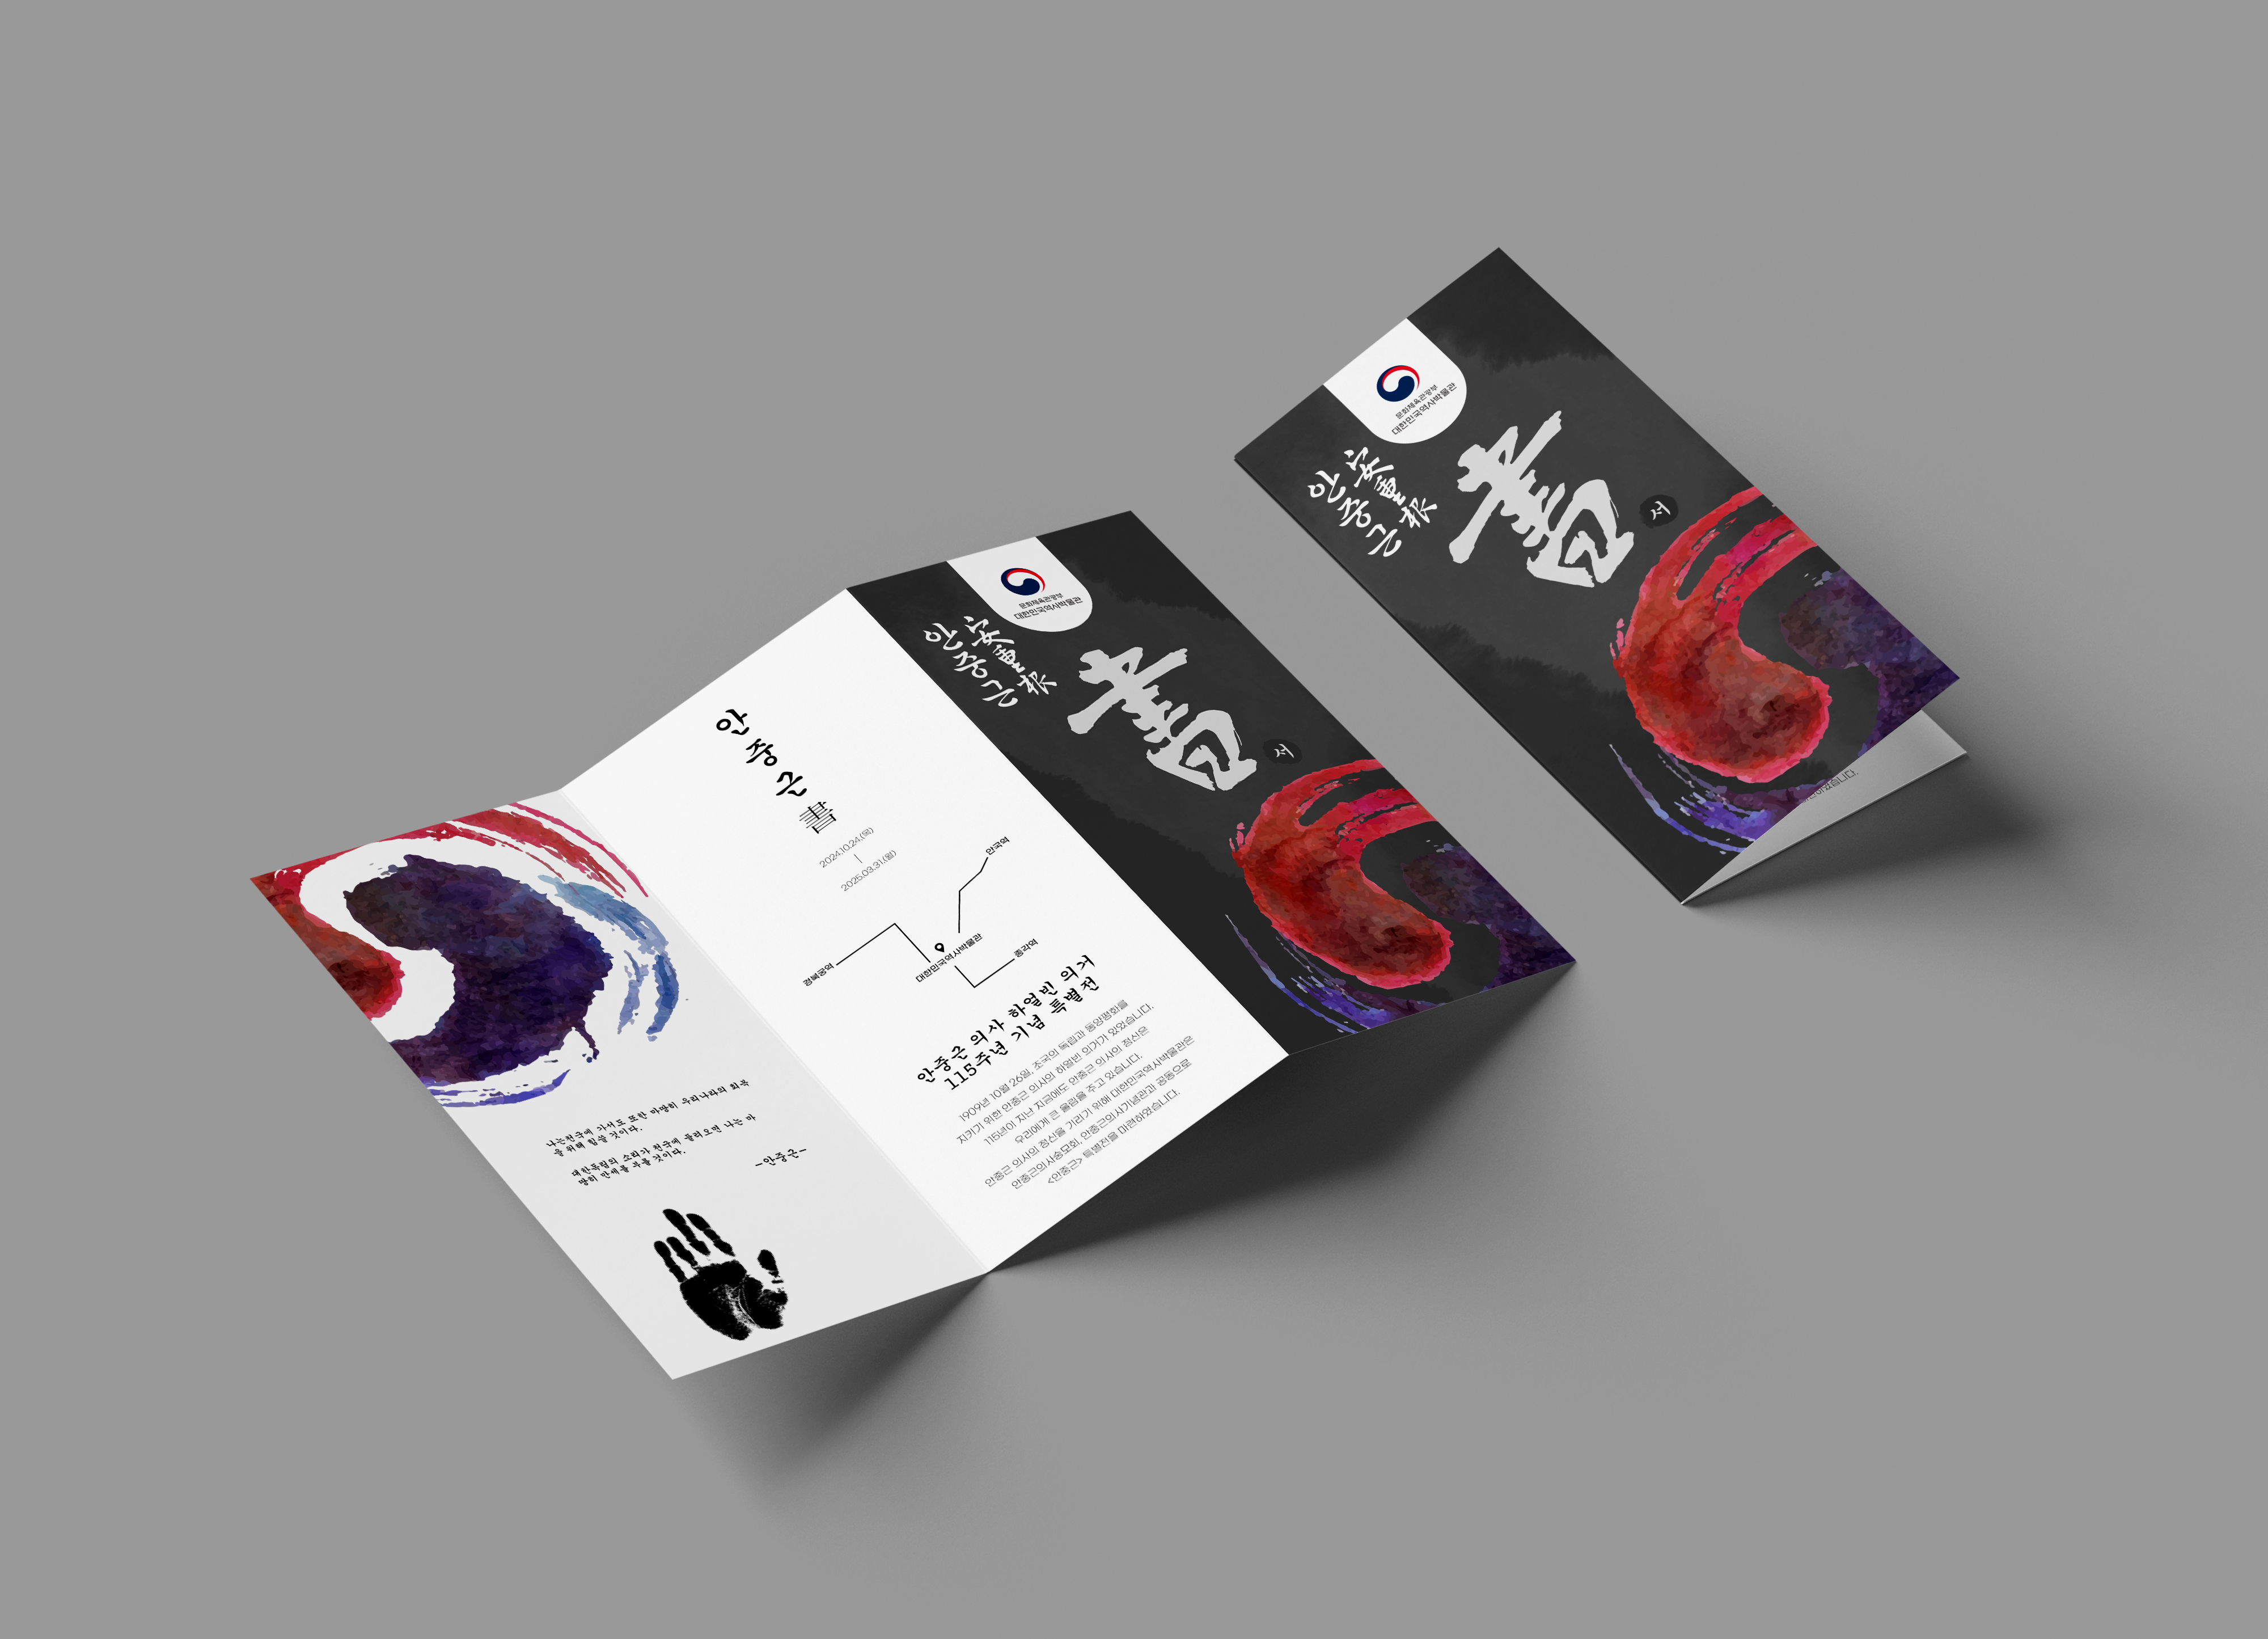 나는천국에 가서도 또한 마땅히 우리나라의 회복
을 위해 힘쓸 것이다.
대한독립의 소리가 천국에 들려오면 나는 마
땅히 만세를 부를 것이다.
-안중근-
안
중
근
書
2024.10.24.(목)
|
2025.03.31.(월)
안국역
경복궁역
대한민국역사박물관
종각역
안중근 의사 하얼빈 의거
115주년 기념 특별전
1909년 10월 26일, 조국의 독립과 동양평화를
지키기 위한 안중근 의사의 하얼빈 의거가 있었습니다.
115년이 지난 지금에도 안중근 의사의 정신은
우리에게 큰 울림을 주고 있습니다.
안중근 의사의 정신을 기리기 위해 대한민국역사박물관은
안중근의사숭모회, 안중근의사기념관과 공동으로
<안중근> 특별전을 마련하였습니다.
문화체육관광부
대한민국역사박물관
安重根
안중근
書
서
문화체육관광부
대한민국역사박물관
安重根
안중근
書
서
하였습니다.